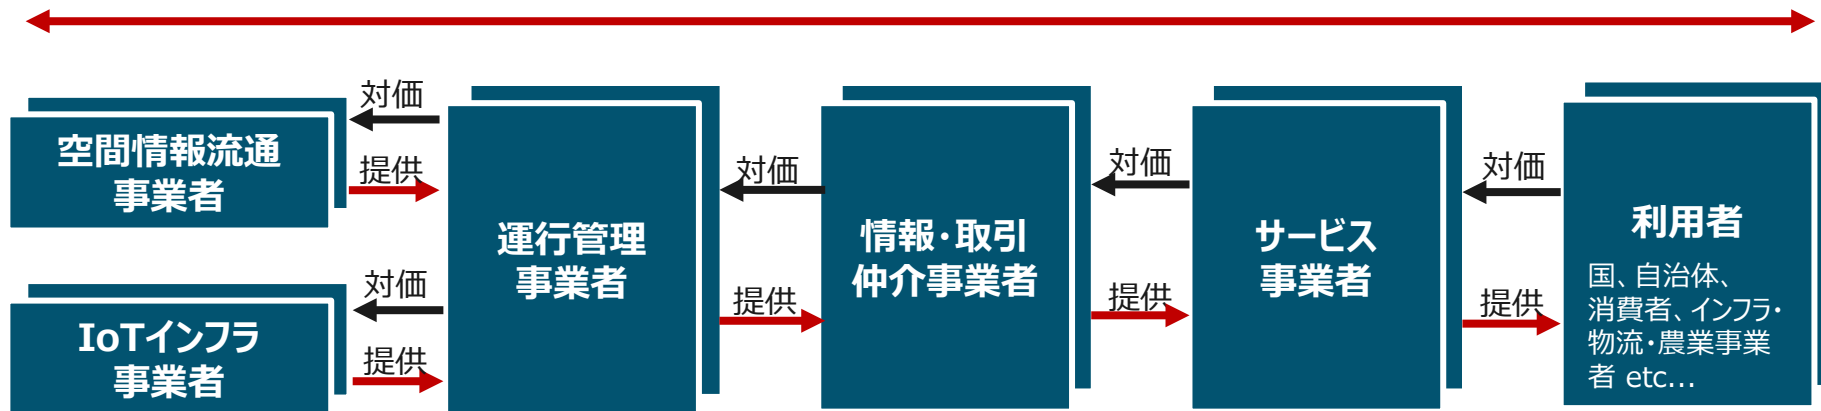 対価
空間情報流通
事業者
提供
対価
IoTインフラ
事業者
提供
運行管理
事業者
対価
提供
情報・取引
仲介事業者
対価
提供
サービス
事業者
対価
提供
利用者
国、自治体、
消費者、インフラ・
物流・農業事業
者 etc…